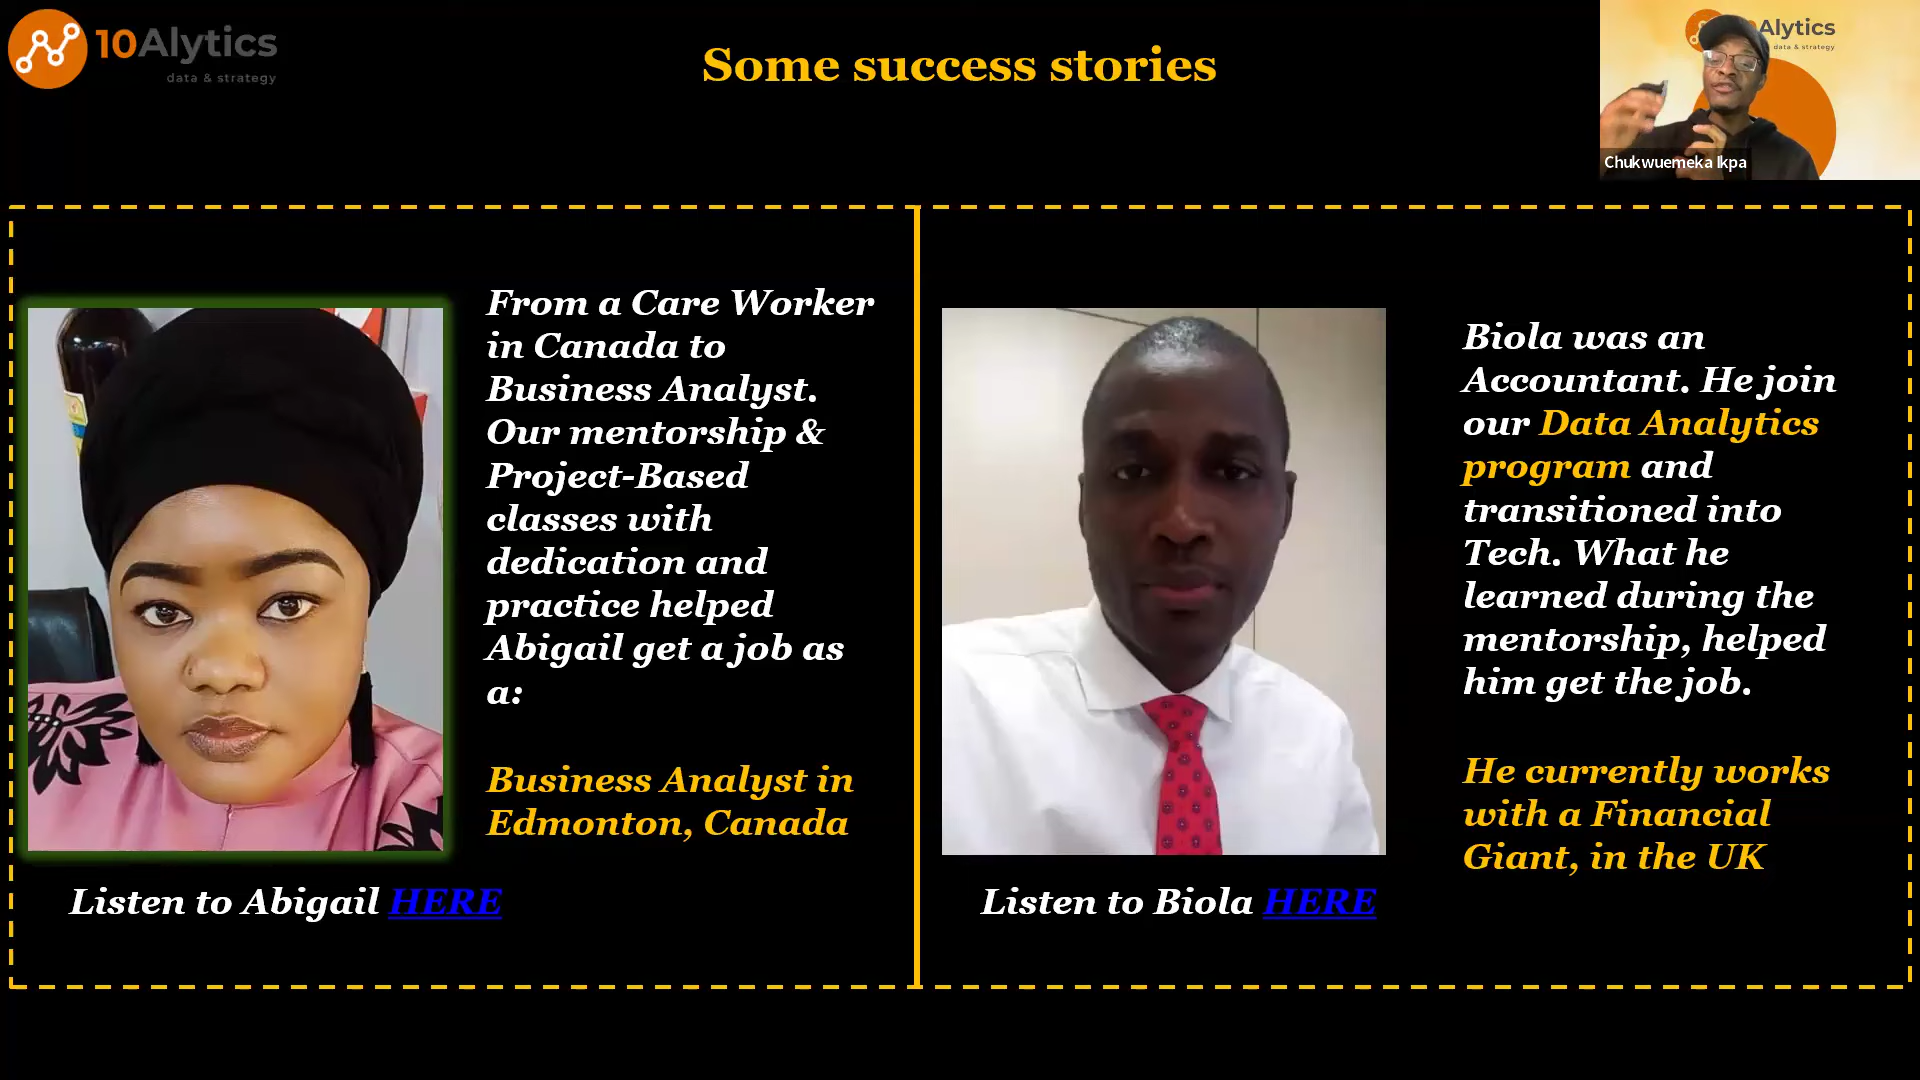 10Alytics
data & strategy
Some success stories
Alytics
data & strategy
Chukwuemeka Ikpa
From a Care Worker
in Canada to
Business Analyst.
Our mentorship &
Project-Based
classes with
dedication and
practice helped
Abigail get a job as
a:
Business Analyst in
Edmonton, Canada
Listen to Abigail HERE
Biola was an
Accountant. He join
our Data Analytics
program and
transitioned into
Tech. What he
learned during the
mentorship, helped
him get the job.
He currently works
with a Financial
Giant, in the UK
Listen to Biola HERE